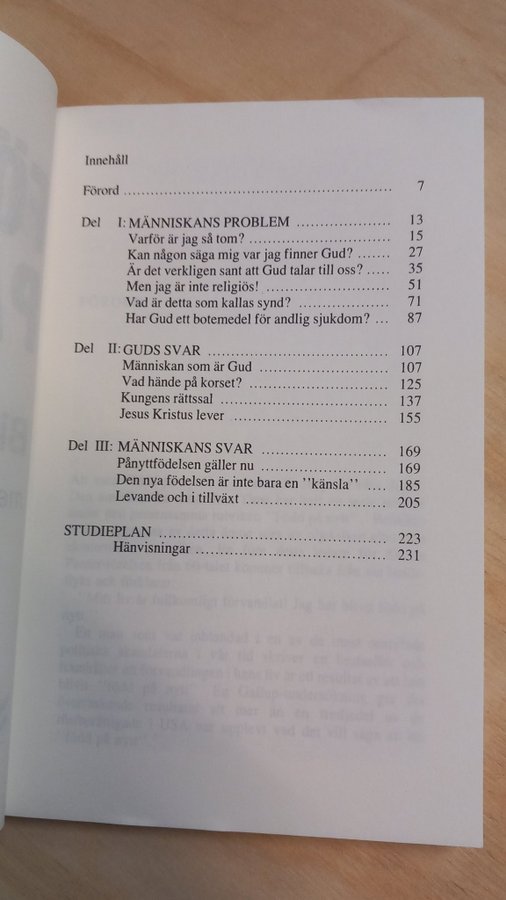 Innehåll
Förord ............................................................ 7
Del I: MÄNNISKANS PROBLEM ..................... 13
Varför är jag så tom? ................................ 15
Kan någon säga mig var jag finner Gud? ....... 27
Är det verkligen sant att Gud talar till oss? ...... 35
Men jag är inte religiös! ............................. 51
Vad är detta som kallas synd? ...................... 71
Har Gud ett botemedel för andlig sjukdom? ... 87
Del II: GUDS SVAR ........................................ 107
Människan som är Gud .............................. 107
Vad hände på korset? ................................ 125
Kungens rättssal ....................................... 137
Jesus Kristus lever ..................................... 155
Del III: MÄNNISKANS SVAR ............................ 169
Pånyttfödelsen gäller nu ............................. 169
Den nya födelsen är inte bara en ''känsla'' .... 185
Levande och i tillväxt ................................. 205
STUDIEPLAN ................................................ 223
Hänvisningar ........................................... 231